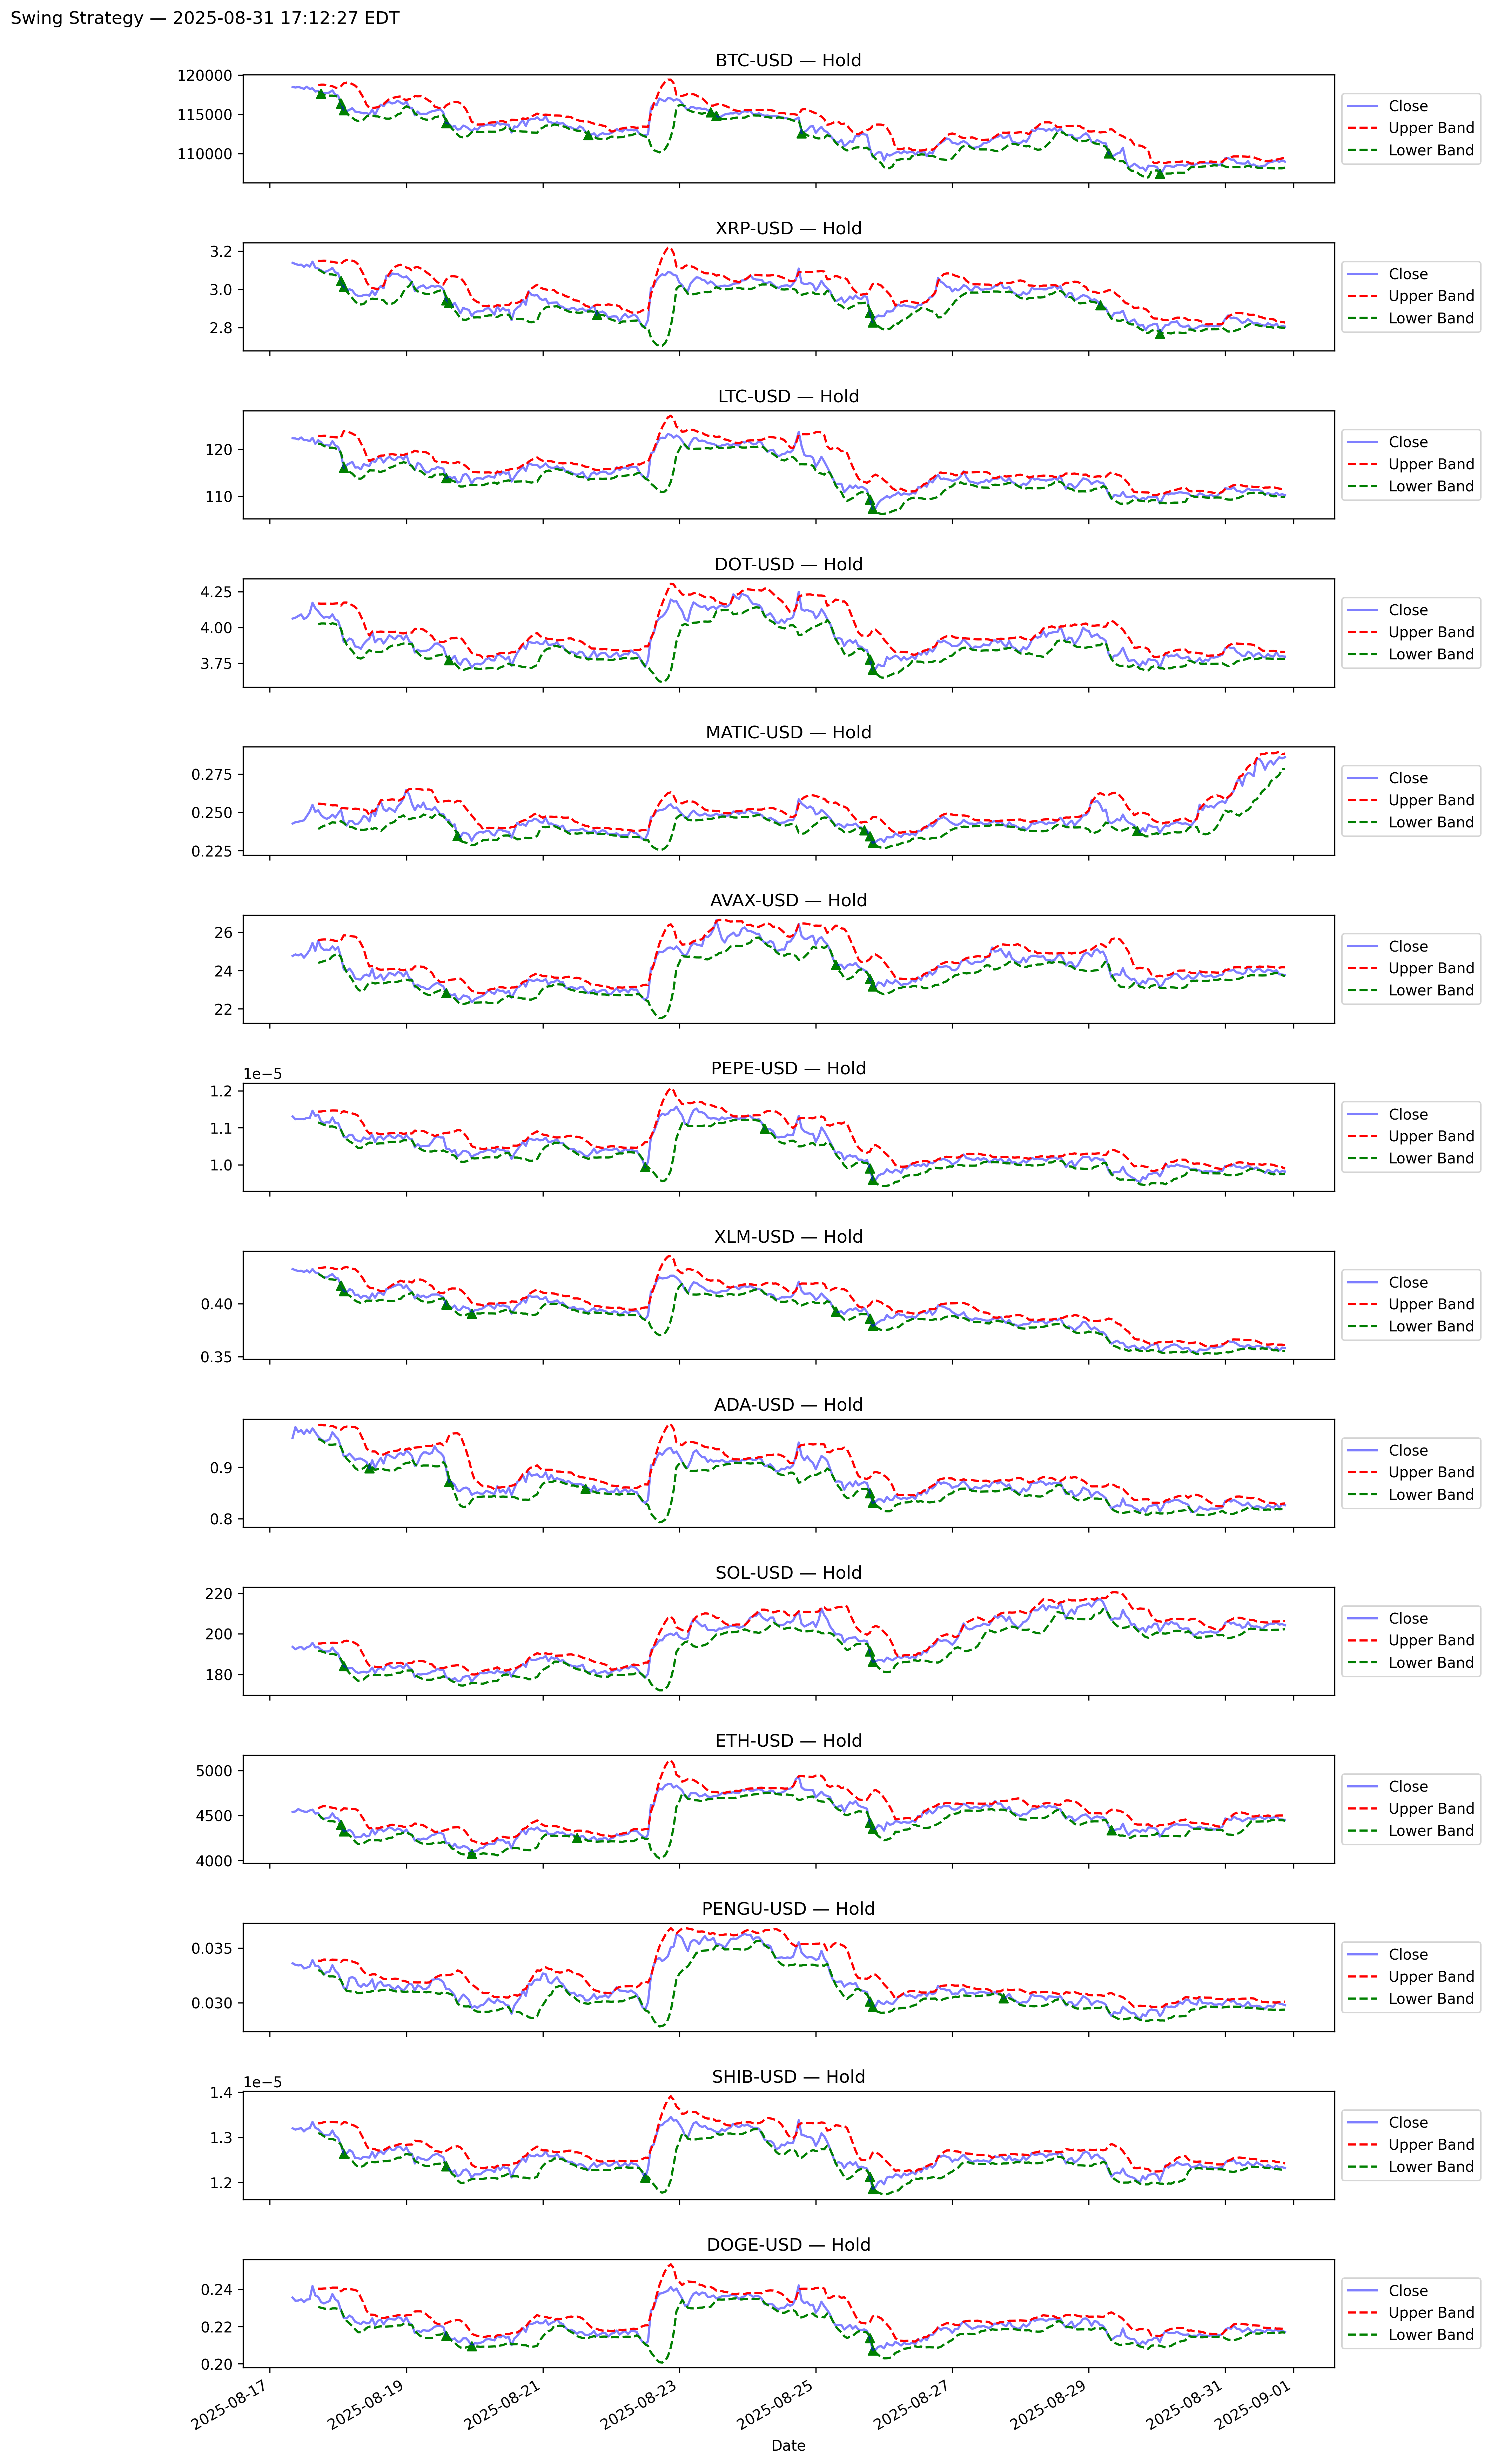 Swing Strategy — 2025-08-31 17:12:27 EDT
BTC-USD — Hold
120000
115000
110000
Close
Upper Band
Lower Band
XRP-USD — Hold
3.2
3.0
2.8
Close
Upper Band
Lower Band
LTC-USD — Hold
120
110
Close
Upper Band
Lower Band
DOT-USD — Hold
4.25
4.00
3.75
Close
Upper Band
Lower Band
MATIC-USD — Hold
0.275
0.250
0.225
Close
Upper Band
Lower Band
AVAX-USD — Hold
26
24
22
Close
Upper Band
Lower Band
PEPE-USD — Hold
1e−5
1.2
1.1
1.0
Close
Upper Band
Lower Band
XLM-USD — Hold
0.40
0.35
Close
Upper Band
Lower Band
ADA-USD — Hold
0.9
0.8
Close
Upper Band
Lower Band
SOL-USD — Hold
220
200
180
Close
Upper Band
Lower Band
ETH-USD — Hold
5000
4500
4000
Close
Upper Band
Lower Band
PENGU-USD — Hold
0.035
0.030
Close
Upper Band
Lower Band
SHIB-USD — Hold
1e−5
1.4
1.3
1.2
Close
Upper Band
Lower Band
DOGE-USD — Hold
0.24
0.22
0.20
Close
Upper Band
Lower Band
2025-08-17
2025-08-19
2025-08-21
2025-08-23
2025-08-25
2025-08-27
2025-08-29
2025-08-31
2025-09-01
Date